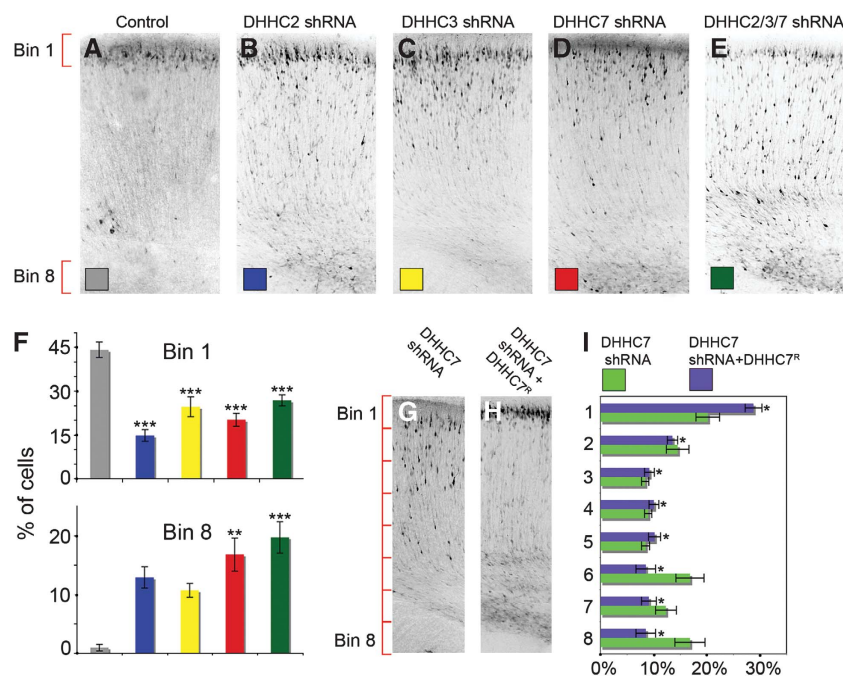 Control
DHHC2 shRNA
DHHC3 shRNA
DHHC7 shRNA
DHHC2/3/7 shRNA
Bin 1
A
B
C
D
E
Bin 8
F
% of cells
45
30
15
0
Bin 1
***
***
***
***
20
10
0
Bin 8
**
***
DHHC7
shRNA
DHHC7
shRNA +
DHHC7R
Bin 1
G
H
Bin 8
I
DHHC7
shRNA
DHHC7
shRNA+DHHC7ᴿ
1
*
2
*
3
*
4
*
5
*
6
*
7
*
8
*
0%
10%
20%
30%